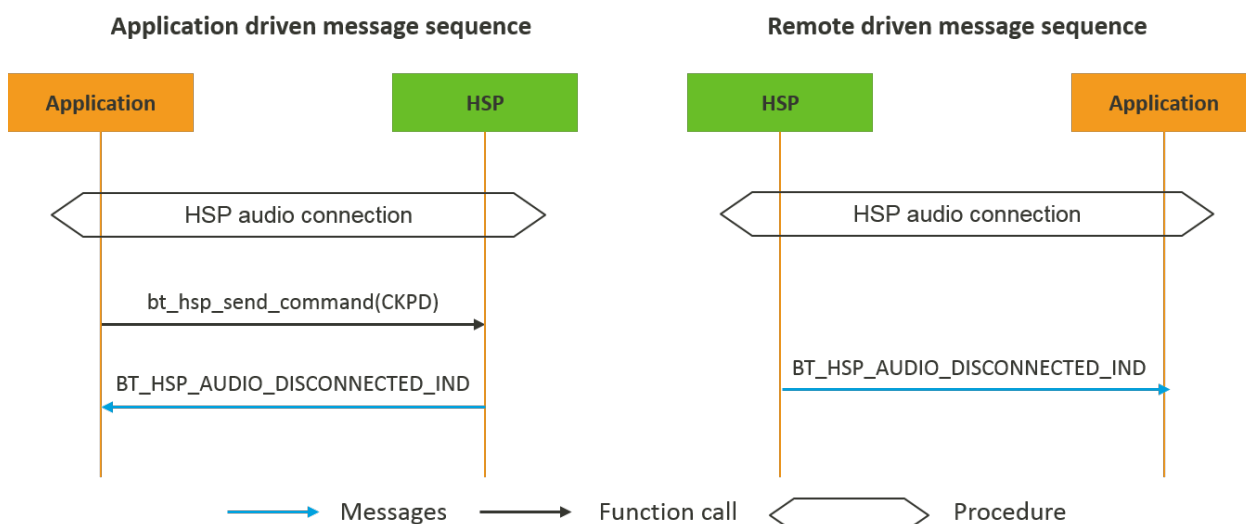 Application driven message sequence
Remote driven message sequence
Application
HSP
HSP
Application
HSP audio connection
HSP audio connection
bt_hsp_send_command(CKPD)
BT_HSP_AUDIO_DISCONNECTED_IND
BT_HSP_AUDIO_DISCONNECTED_IND
Messages
Function call
Procedure